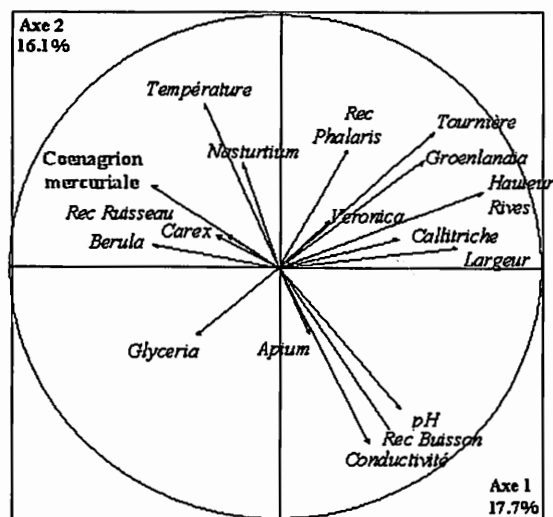 Axe 2
16.1%
Température
Rec
Phalaris
Tournière
Nasturtium
Groenlandia
Coenagrion
mercuriale
Hauteur
Rives
Rec Ruisseau
Veronica
Carex
Callitriche
Berula
Largeur
Glyceria
Apium
pH
Rec Buisson
Conductivité
Axe 1
17.7%